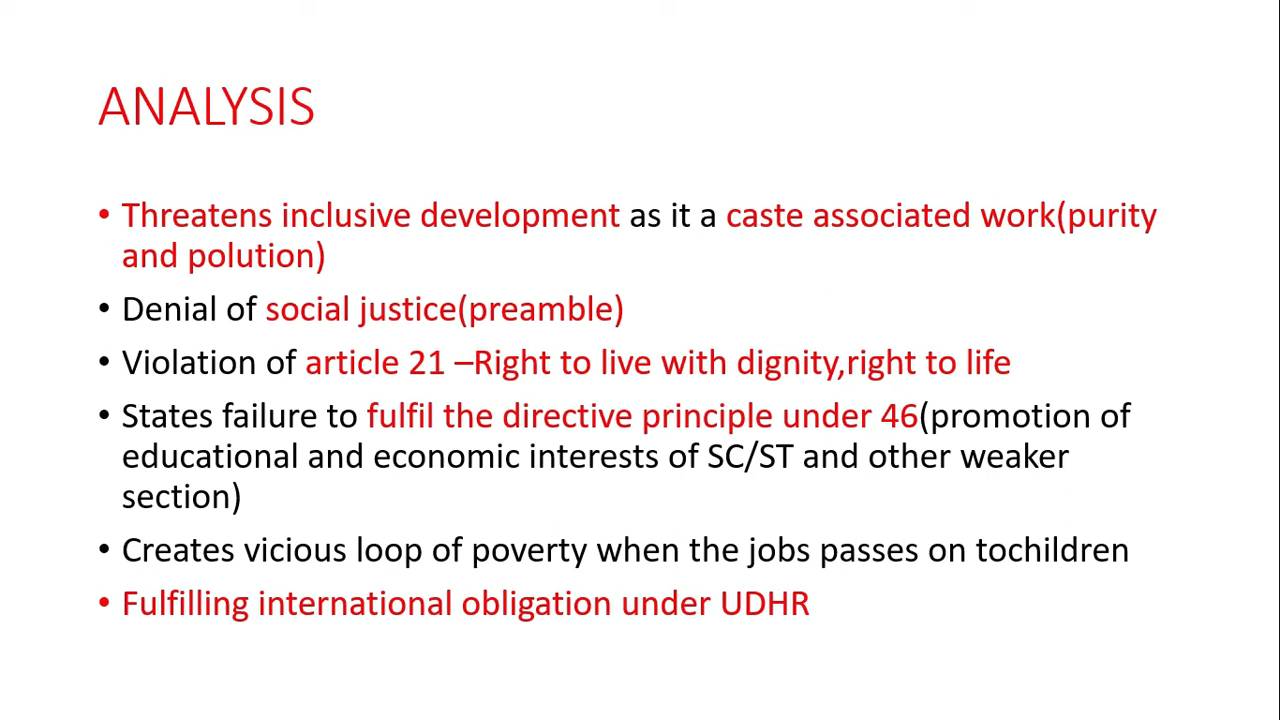 ANALYSIS
• Threatens inclusive development as it a caste associated work(purity
and polution)
• Denial of social justice(preamble)
• Violation of article 21 –Right to live with dignity,right to life
• States failure to fulfil the directive principle under 46(promotion of
educational and economic interests of SC/ST and other weaker
section)
• Creates vicious loop of poverty when the jobs passes on tochildren
• Fulfilling international obligation under UDHR